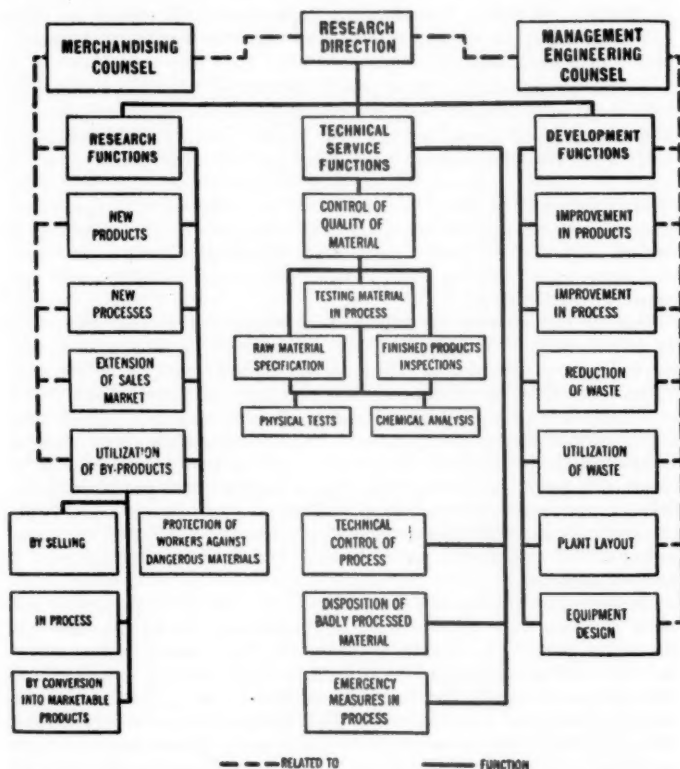 MERCHANDISING
COUNSEL
RESEARCH
DIRECTION
MANAGEMENT
ENGINEERING
COUNSEL
RESEARCH
FUNCTIONS
TECHNICAL
SERVICE
FUNCTIONS
DEVELOPMENT
FUNCTIONS
NEW
PRODUCTS
CONTROL OF
QUALITY OF
MATERIAL
IMPROVEMENT
IN PRODUCTS
NEW
PROCESSES
TESTING MATERIAL
IN PROCESS
IMPROVEMENT
IN PROCESS
RAW MATERIAL
SPECIFICATION
FINISHED PRODUCTS
INSPECTIONS
EXTENSION
OF SALES
MARKET
REDUCTION
OF WASTE
PHYSICAL TESTS
CHEMICAL ANALYSIS
UTILIZATION
OF BY-PRODUCTS
UTILIZATION
OF WASTE
BY SELLING
PROTECTION OF
WORKERS AGAINST
DANGEROUS MATERIALS
TECHNICAL
CONTROL OF
PROCESS
PLANT LAYOUT
IN PROCESS
DISPOSITION OF
BADLY PROCESSED
MATERIAL
EQUIPMENT
DESIGN
BY CONVERSION
INTO MARKETABLE
PRODUCTS
EMERGENCY
MEASURES IN
PROCESS
RELATED TO
FUNCTION